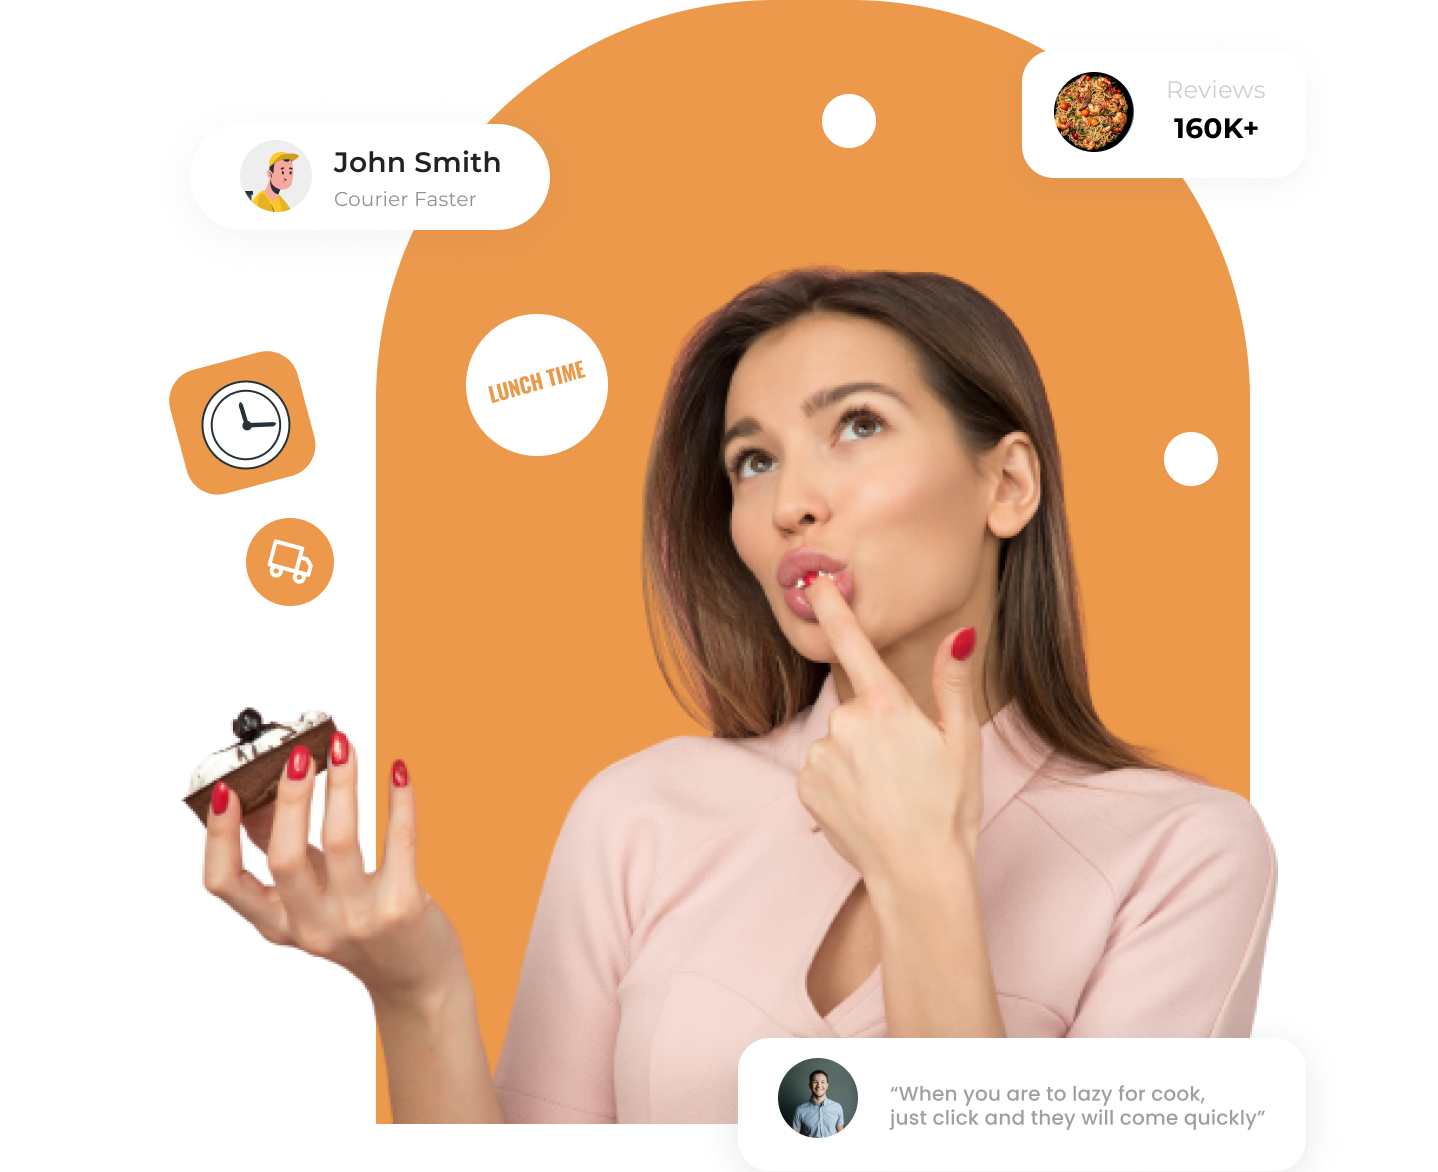 Reviews
160K+
John Smith
Courier Faster
LUNCH TIME
“When you are to lazy for cook,
just click and they will come quickly”